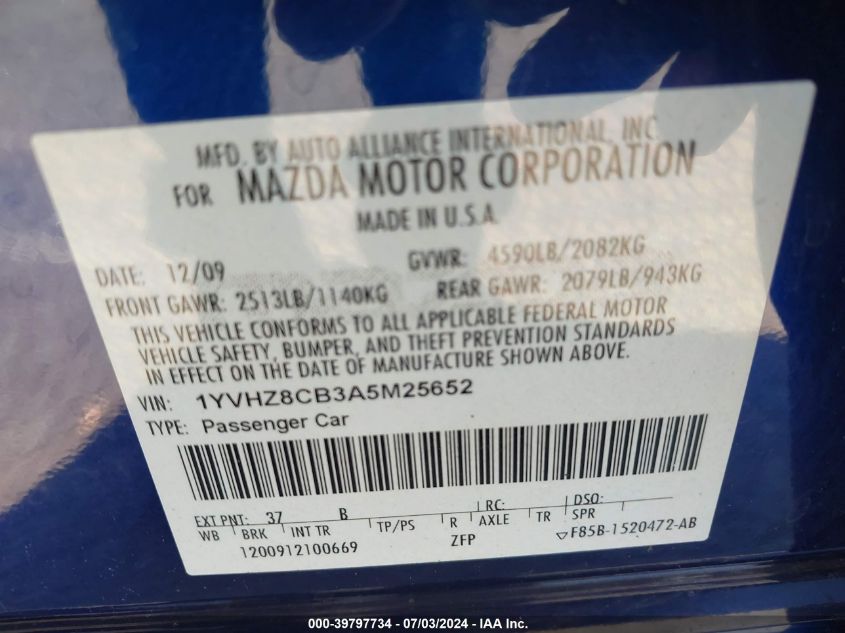 MFD. BY AUTO ALLIANCE INTERNATIONAL, INC.
FOR MAZDA MOTOR CORPORATION
MADE IN U.S.A.
DATE: 12/09 GVWR: 4590LB/2082KG
FRONT GAWR: 2513LB/1140KG REAR GAWR: 2079LB/943KG
THIS VEHICLE CONFORMS TO ALL APPLICABLE FEDERAL MOTOR
VEHICLE SAFETY, BUMPER, AND THEFT PREVENTION STANDARDS
IN EFFECT ON THE DATE OF MANUFACTURE SHOWN ABOVE.
VIN: 1YVHZ8CB3A5M25652
TYPE: Passenger Car
EXT PNT: 37 B RC: DSO:
WB BRK INT TR TP/PS R AXLE TR SPR
1200912100669 ZFP ▽F85B-1520472-AB
000-39797734 - 07/03/2024 - IAA Inc.